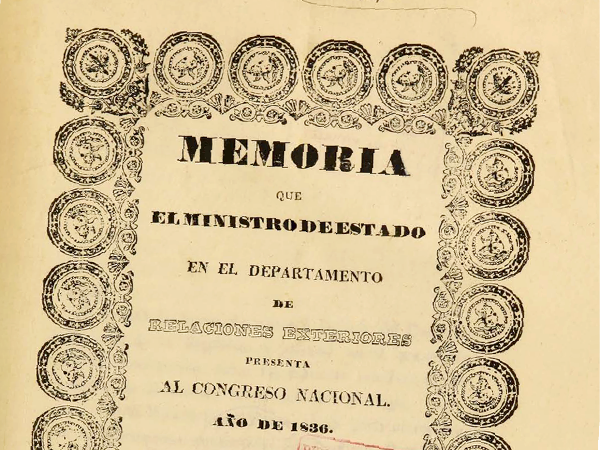 MEMORIA
QUE
EL MINISTRO DE ESTADO
EN EL DEPARTAMENTO
DE
RELACIONES EXTERIORES
PRESENTA
AL CONGRESO NACIONAL.
AÑO DE 1836.